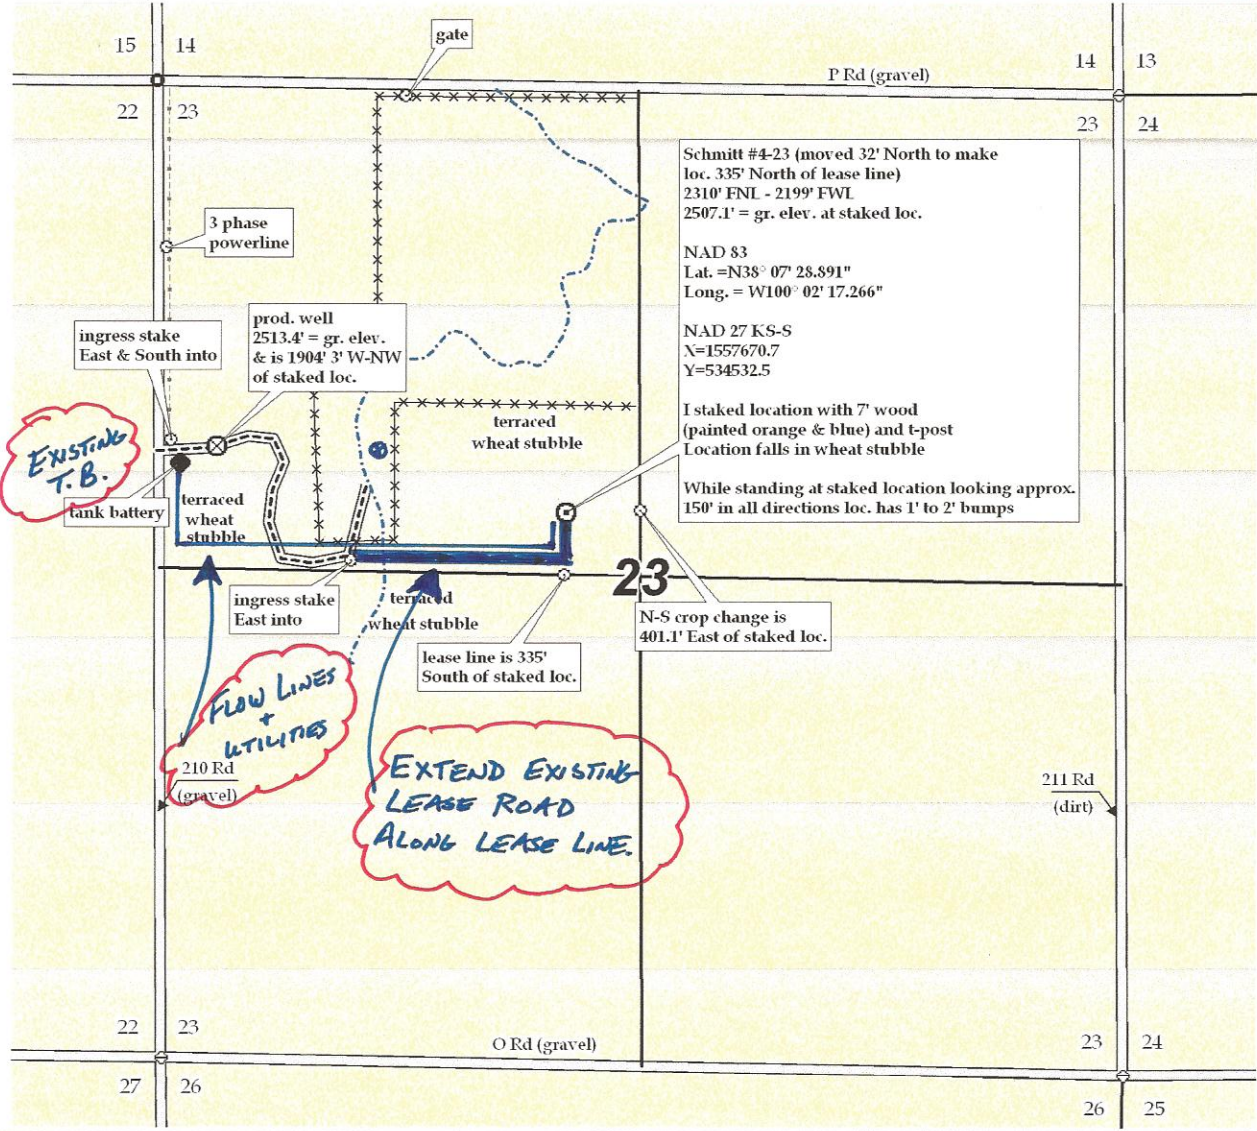 gate
15 14
14 13
P Rd (gravel)
22 23
23 24
Schmitt #4-23 (moved 32' North to make
loc. 335' North of lease line)
2310' FNL - 2199' FWL
2507.1' = gr. elev. at staked loc.
NAD 83
Lat. =N38° 07' 28.891"
Long. = W100° 02' 17.266"
NAD 27 KS-S
X=1557670.7
Y=534532.5
I staked location with 7' wood
(painted orange & blue) and t-post
Location falls in wheat stubble
While standing at staked location looking approx.
150' in all directions loc. has 1' to 2' bumps
3 phase
powerline
prod. well
2513.4' = gr. elev.
& is 1904' 3' W-NW
of staked loc.
ingress stake
East & South into
terraced
wheat stubble
EXISTING
T.B.
tank battery
terraced
wheat
stubble
23
ingress stake
East into
terraced
wheat stubble
N-S crop change is
401.1' East of staked loc.
lease line is 335'
South of staked loc.
FLOW LINES
+
UTILITIES
EXTEND EXISTING
LEASE ROAD
ALONG LEASE LINE.
210 Rd
(gravel)
211 Rd
(dirt)
22 23
O Rd (gravel)
23 24
27 26
26 25